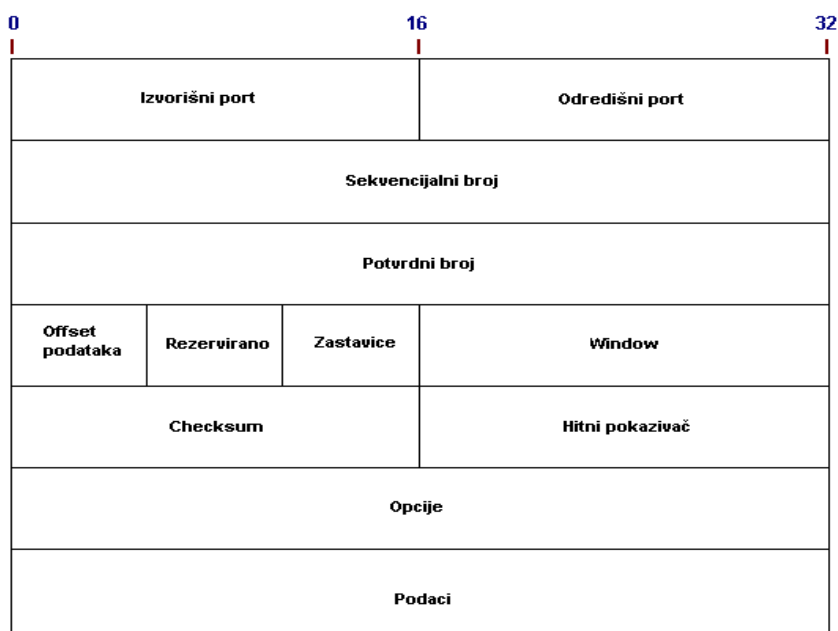 0 16 32
Izvorišni port Odredišni port
Sekvencijalni broj
Potvrdni broj
Offset
podataka Rezervirano Zastavice Window
Checksum Hitni pokazivač
Opcije
Podaci